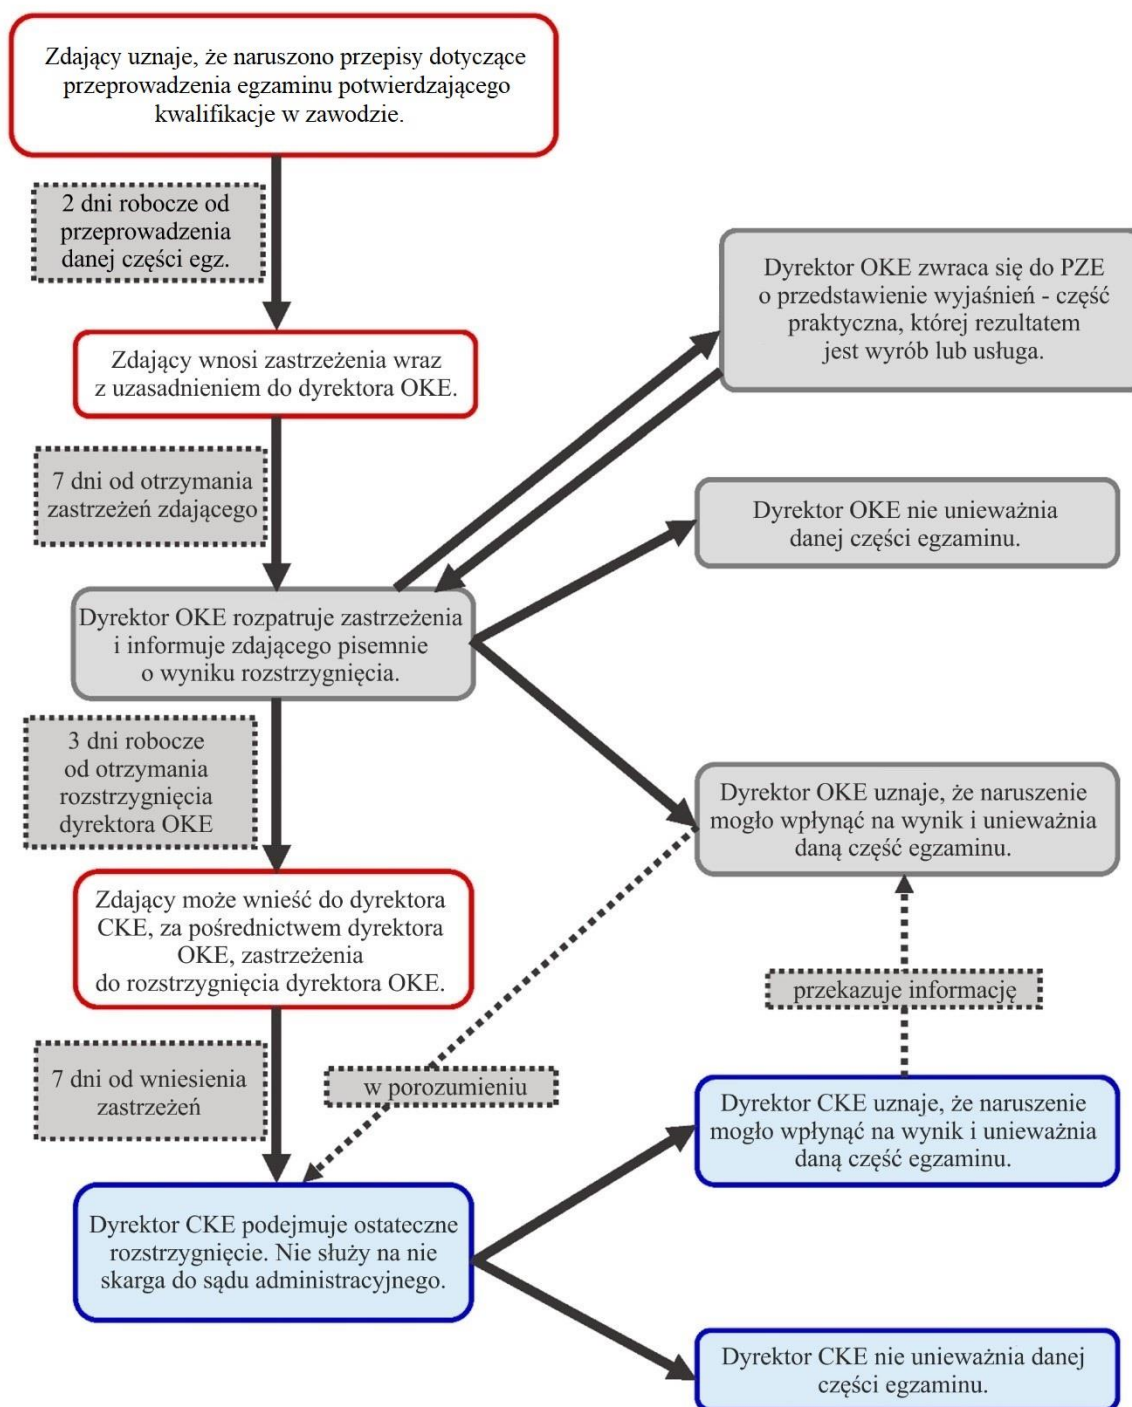 Zdający uznaje, że naruszono przepisy dotyczące
przeprowadzenia egzaminu potwierdzającego
kwalifikacje w zawodzie.
2 dni robocze od
przeprowadzenia
danej części egz.
Dyrektor OKE zwraca się do PZE
o przedstawienie wyjaśnień - część
praktyczna, której rezultatem
jest wyrób lub usługa.
Zdający wnosi zastrzeżenia wraz
z uzasadnieniem do dyrektora OKE.
7 dni od otrzymania
zastrzeżeń zdającego
Dyrektor OKE nie unieważnia
danej części egzaminu.
Dyrektor OKE rozpatruje zastrzeżenia
i informuje zdającego pisemnie
o wyniku rozstrzygnięcia.
3 dni robocze
od otrzymania
rozstrzygnięcia
dyrektora OKE
Dyrektor OKE uznaje, że naruszenie
mogło wpłynąć na wynik i unieważnia
daną część egzaminu.
Zdający może wnieść do dyrektora
CKE, za pośrednictwem dyrektora
OKE, zastrzeżenia
do rozstrzygnięcia dyrektora OKE.
przekazuje informację
7 dni od wniesienia
zastrzeżeń
w porozumieniu
Dyrektor CKE uznaje, że naruszenie
mogło wpłynąć na wynik i unieważnia
daną część egzaminu.
Dyrektor CKE podejmuje ostateczne
rozstrzygnięcie. Nie służy na nie
skarga do sądu administracyjnego.
Dyrektor CKE nie unieważnia danej
części egzaminu.